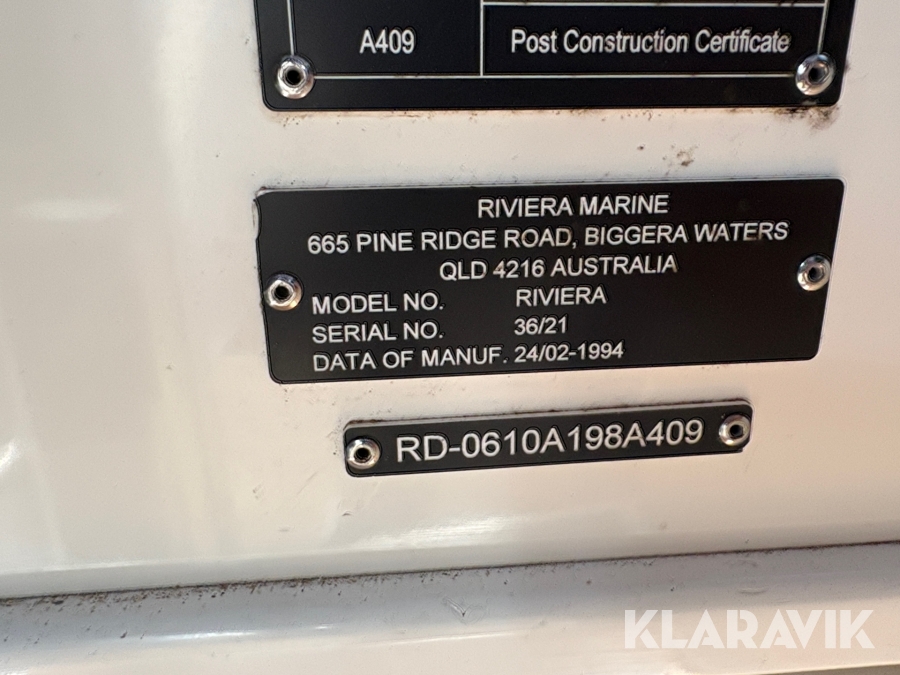 A409 Post Construction Certificate
RIVIERA MARINE
665 PINE RIDGE ROAD, BIGGERA WATERS
QLD 4216 AUSTRALIA
MODEL NO. RIVIERA
SERIAL NO. 36/21
DATA OF MANUF. 24/02-1994
RD-0610A198A409
KLARAVIK